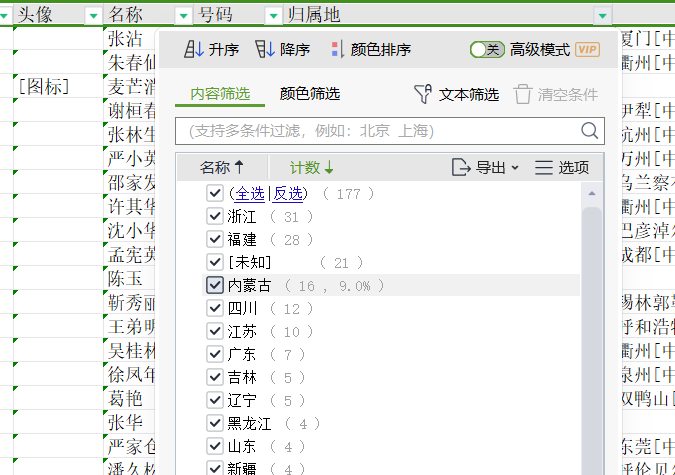 头像 名称 号码 归属地
张沾 厦门[中
升序 降序 颜色排序 关 高级模式 VIP
朱春仙 衢州[中
[图标] 麦芒消
内容筛选 颜色筛选 文本筛选 清空条件
谢桓春 伊犁[中
(支持多条件过滤，例如：北京 上海)
张林生 杭州[中
严小英 万州[中
名称 计数 导出 选项
邵家发 乌兰察布
(全选|反选) ( 177 )
许其华 衢州[中
浙江 ( 31 )
沈小华 巴彦淖尔
福建 ( 28 )
孟宪英 成都[中
[未知] ( 21 )
陈玉
内蒙古 ( 16 , 9.0% )
靳秀丽 锡林郭勒
四川 ( 12 )
王弟明 呼和浩特
江苏 ( 10 )
吴桂林 衢州[中
广东 ( 7 )
徐凤年 泉州[中
吉林 ( 5 )
葛艳 双鸭山[
辽宁 ( 5 )
张华
黑龙江 ( 4 )
严家仓 东莞[中
山东 ( 4 )
潘久松 呼伦贝尔
新疆 ( 4 )